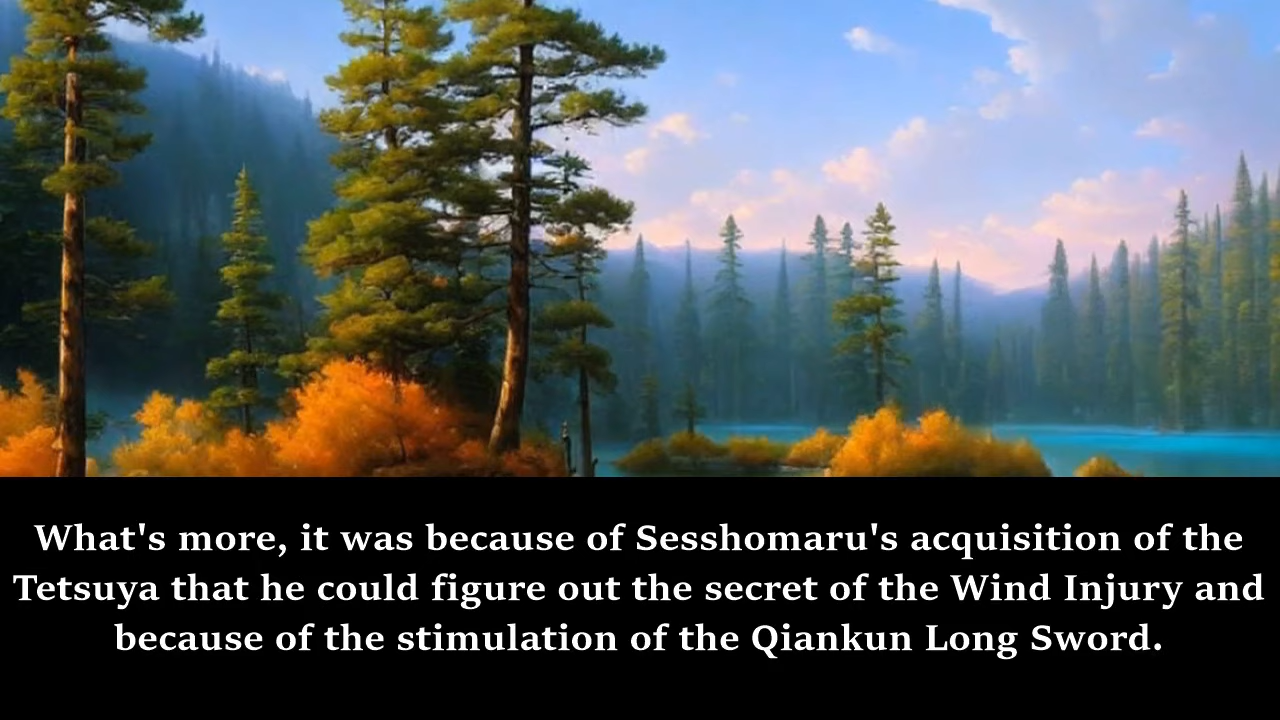 What's more, it was because of Sesshomaru's acquisition of the
Tetsuya that he could figure out the secret of the Wind Injury and
because of the stimulation of the Qiankun Long Sword.